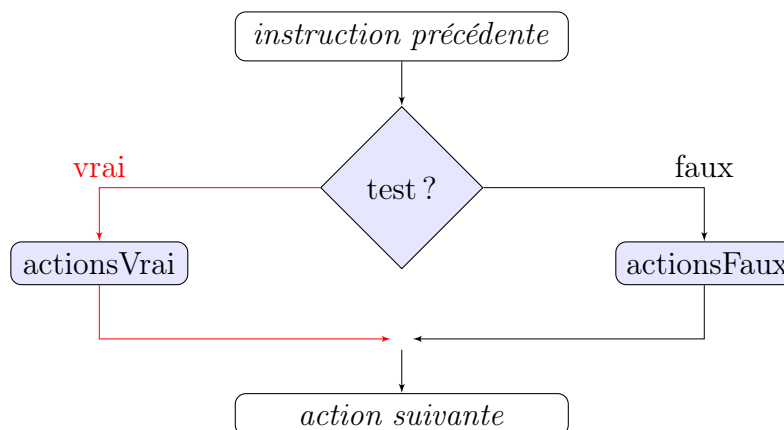 instruction précédente
vrai
faux
test ?
actionsVrai
actionsFaux
action suivante